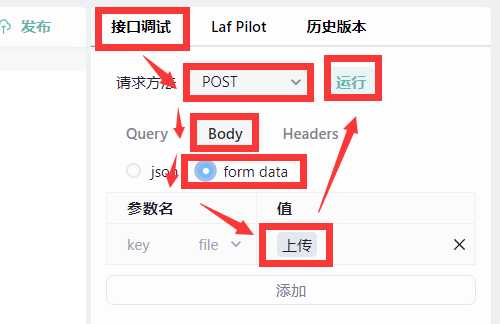 发布
接口调试 Laf Pilot 历史版本
请求方法 POST 运行
Query Body Headers
json form data
参数名 值
key file 上传
添加